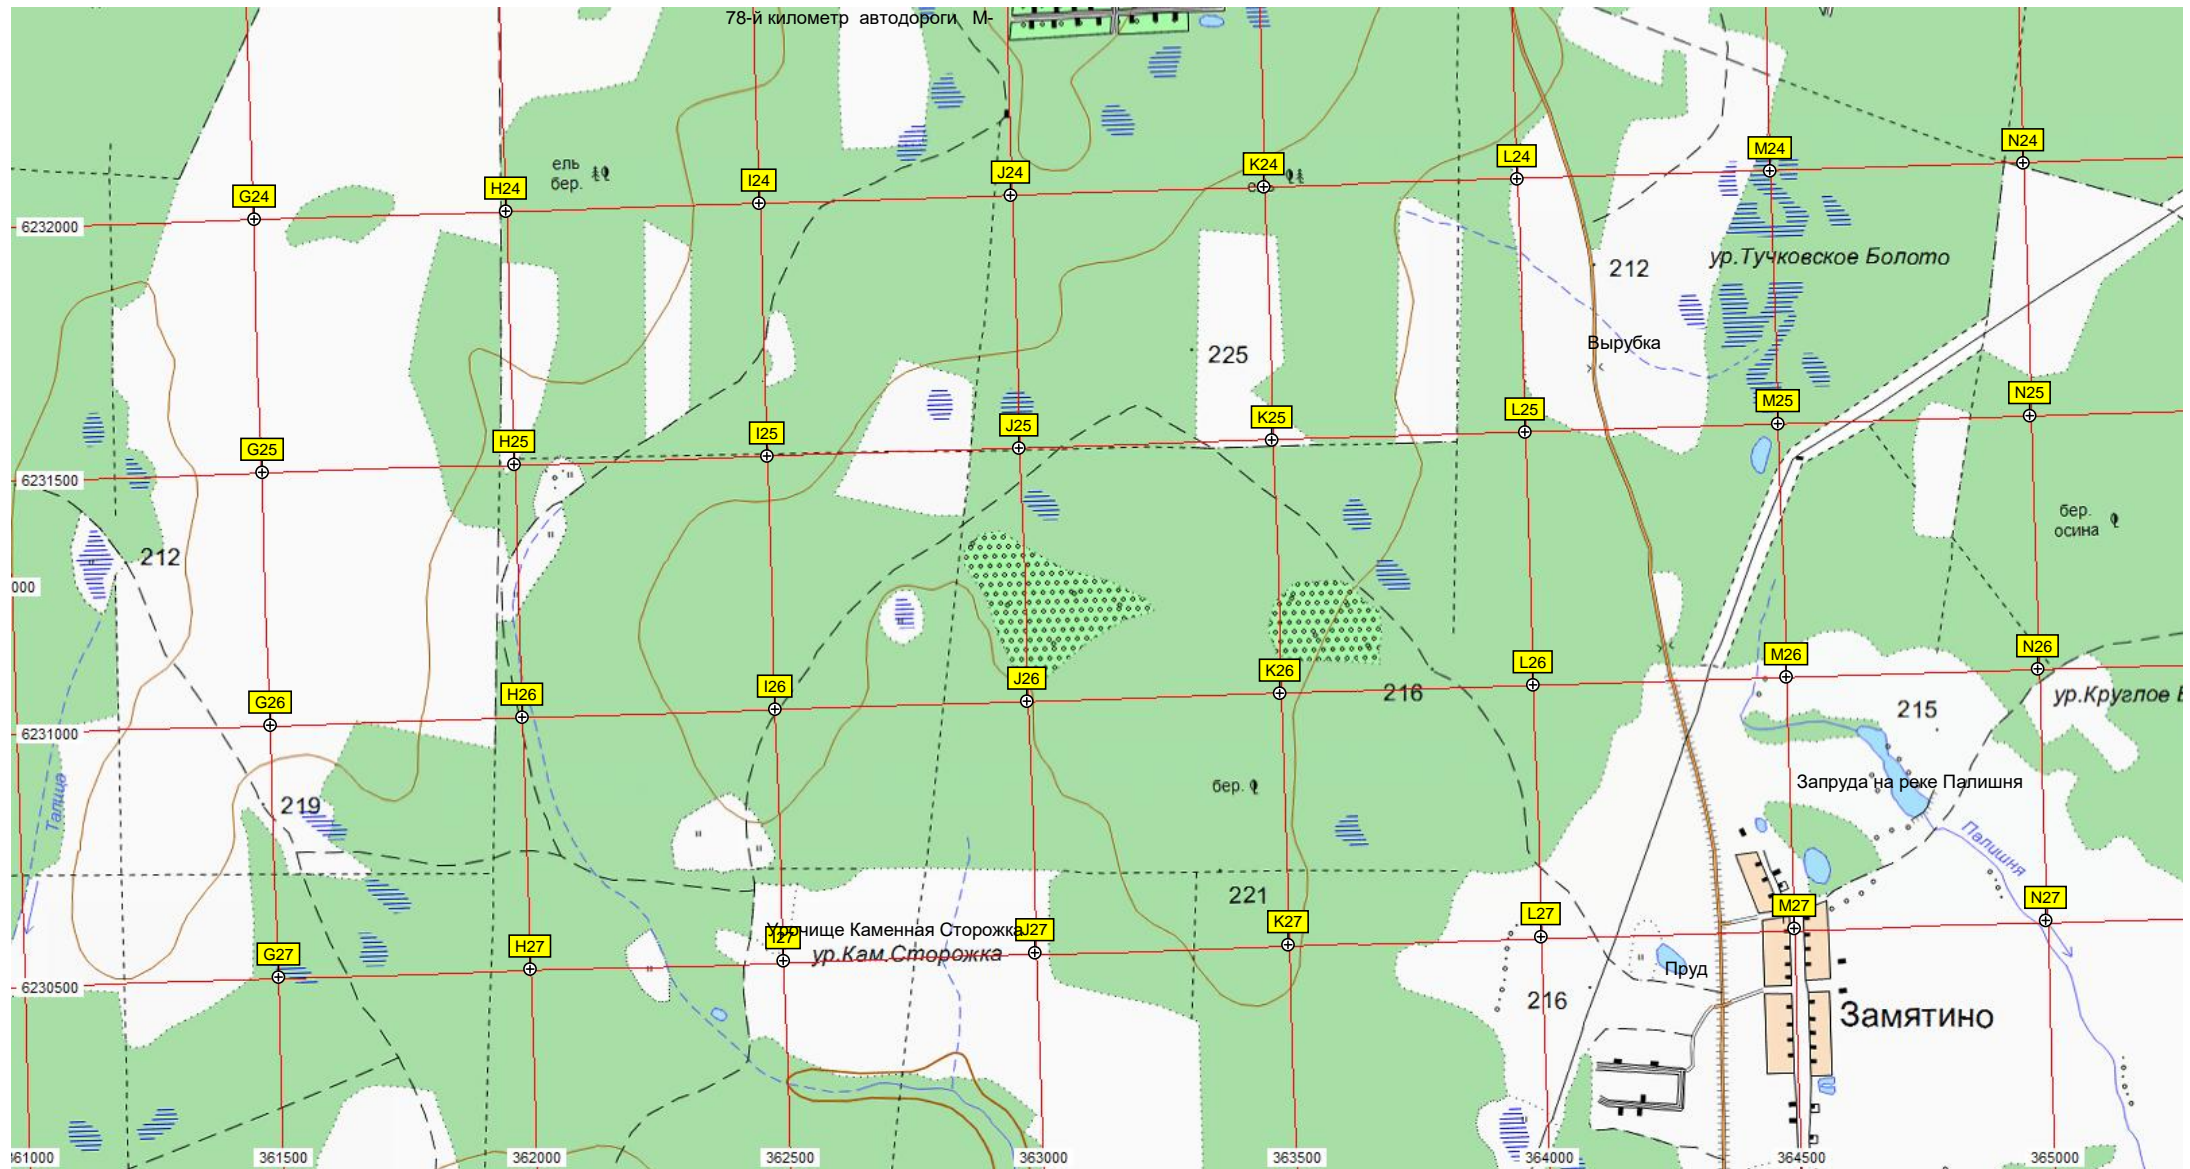 78-й километр автодороги М-
G24
H24
I24
J24
K24
L24
M24
N24
ель
бер.
6232000
212
ур.Тучковское Болото
225
Вырубка
G25
H25
I25
J25
K25
L25
M25
N25
6231500
212
бер.
осина
000
G26
H26
I26
J26
K26
L26
M26
N26
216
215
ур.Круглое
6231000
Талица
219
бер.
Запруда на реке Палишня
Палишня
221
G27
H27
I27
J27
K27
L27
M27
N27
Урочище Каменная Сторожка
ур.Кам.Сторожка
Пруд
6230500
216
Замятино
361000
361500
362000
362500
363000
363500
364000
364500
365000